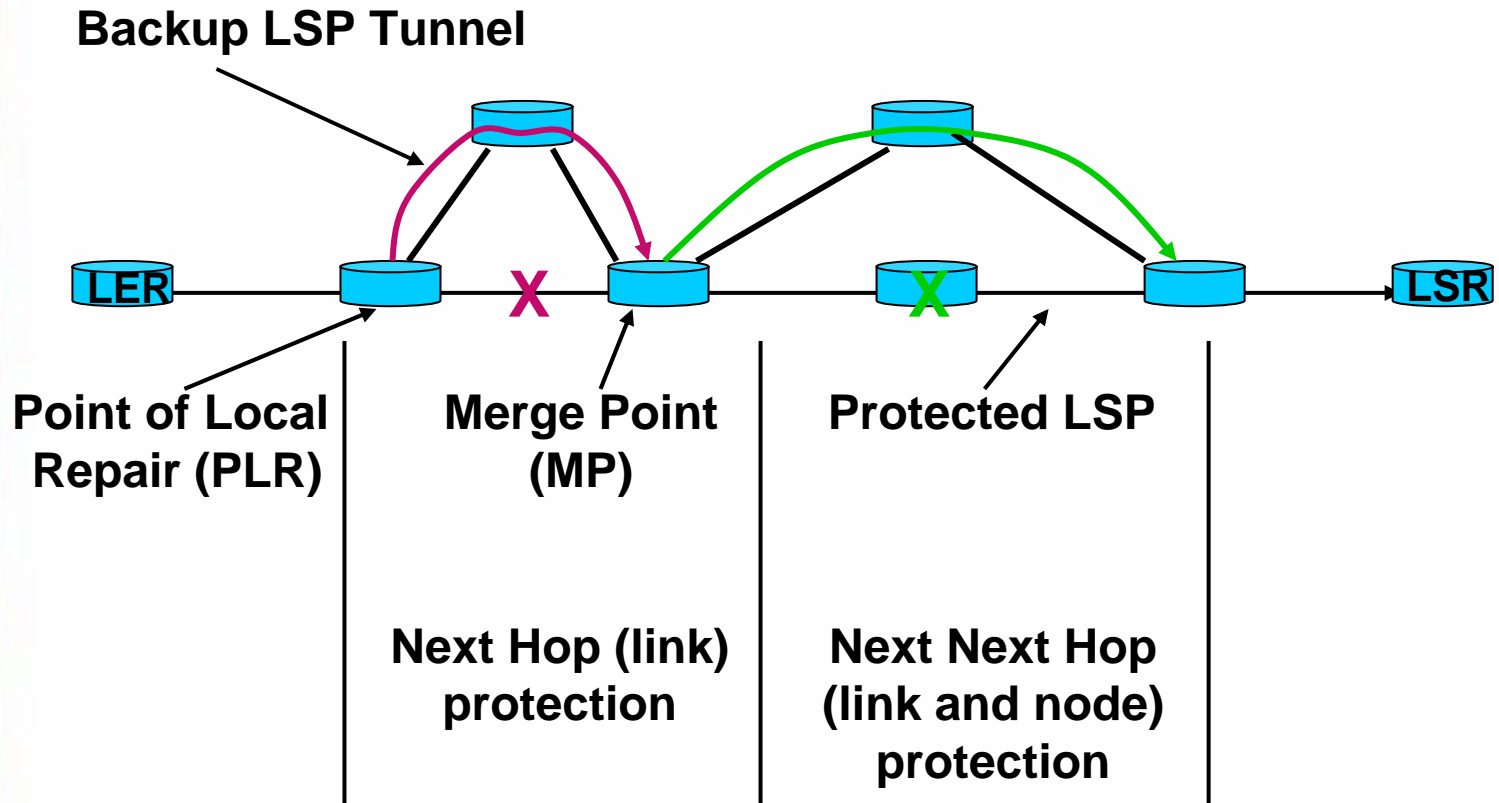 Backup LSP Tunnel
LER
X
X
LSR
Point of Local
Repair (PLR)
Merge Point
(MP)
Protected LSP
Next Hop (link)
protection
Next Next Hop
(link and node)
protection